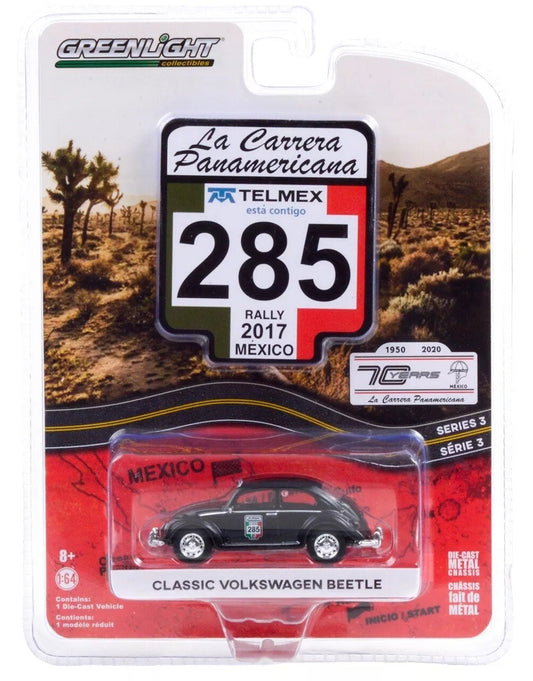 GREENLIGHT
collectibles
La Carrera
Panamericana
TELMEX
está contigo
285
RALLY
2017
MEXICO
1950 2020
70 YEARS
MEXICO
La Carrera Panamericana
SERIES 3
SÉRIE 3
MEXICO
285
CLASSIC VOLKSWAGEN BEETLE
8+
1:64
Contains:
1 Die-Cast Vehicle
Contients:
1 modèle réduit
DIE-CAST
METAL
CHASSIS
CHÂSSIS
fait de
MÉTAL
INICIO / START